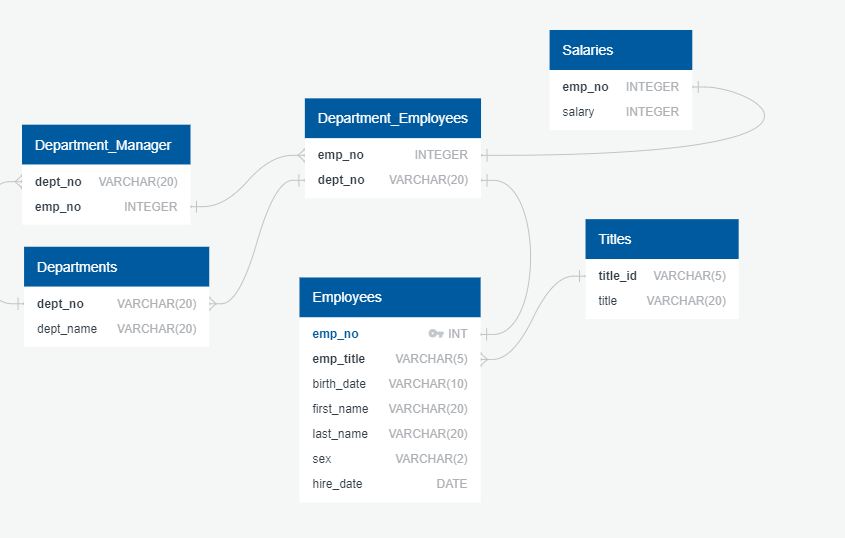 Salaries
emp_no INTEGER
salary INTEGER
Department_Employees
emp_no INTEGER
dept_no VARCHAR(20)
Department_Manager
dept_no VARCHAR(20)
emp_no INTEGER
Departments
dept_no VARCHAR(20)
dept_name VARCHAR(20)
Titles
title_id VARCHAR(5)
title VARCHAR(20)
Employees
emp_no INT
emp_title VARCHAR(5)
birth_date VARCHAR(10)
first_name VARCHAR(20)
last_name VARCHAR(20)
sex VARCHAR(2)
hire_date DATE